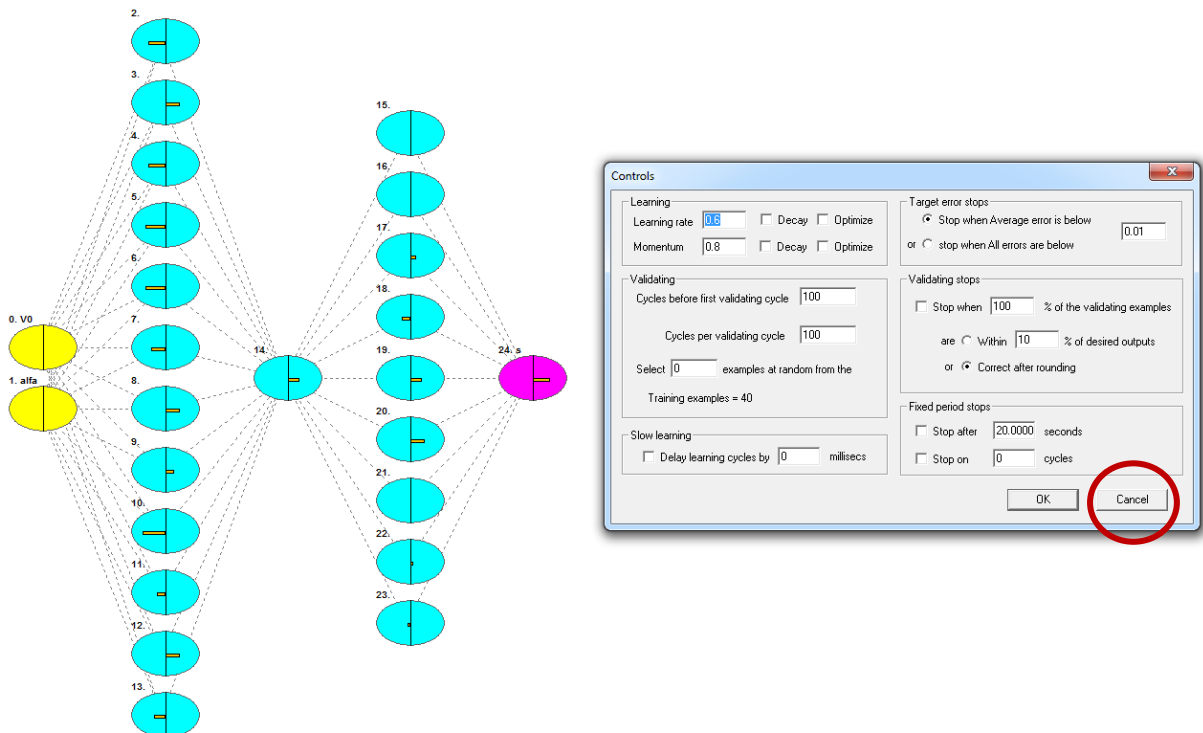 2.
3.
4.
5.
6.
7.
8.
9.
10.
11.
12.
13.
0. V0
1. alfa
14.
15.
16.
17.
18.
19.
20.
21.
22.
23.
24. s
Controls
Learning
Learning rate 0.6 Decay Optimize
Momentum 0.8 Decay Optimize
Validating
Cycles before first validating cycle 100
Cycles per validating cycle 100
Select 0 examples at random from the
Training examples = 40
Slow learning
Delay learning cycles by 0 millisecs
Target error stops
Stop when Average error is below
0.01
or stop when All errors are below
Validating stops
Stop when 100 % of the validating examples
are Within 10 % of desired outputs
or Correct after rounding
Fixed period stops
Stop after 20.0000 seconds
Stop on 0 cycles
OK Cancel